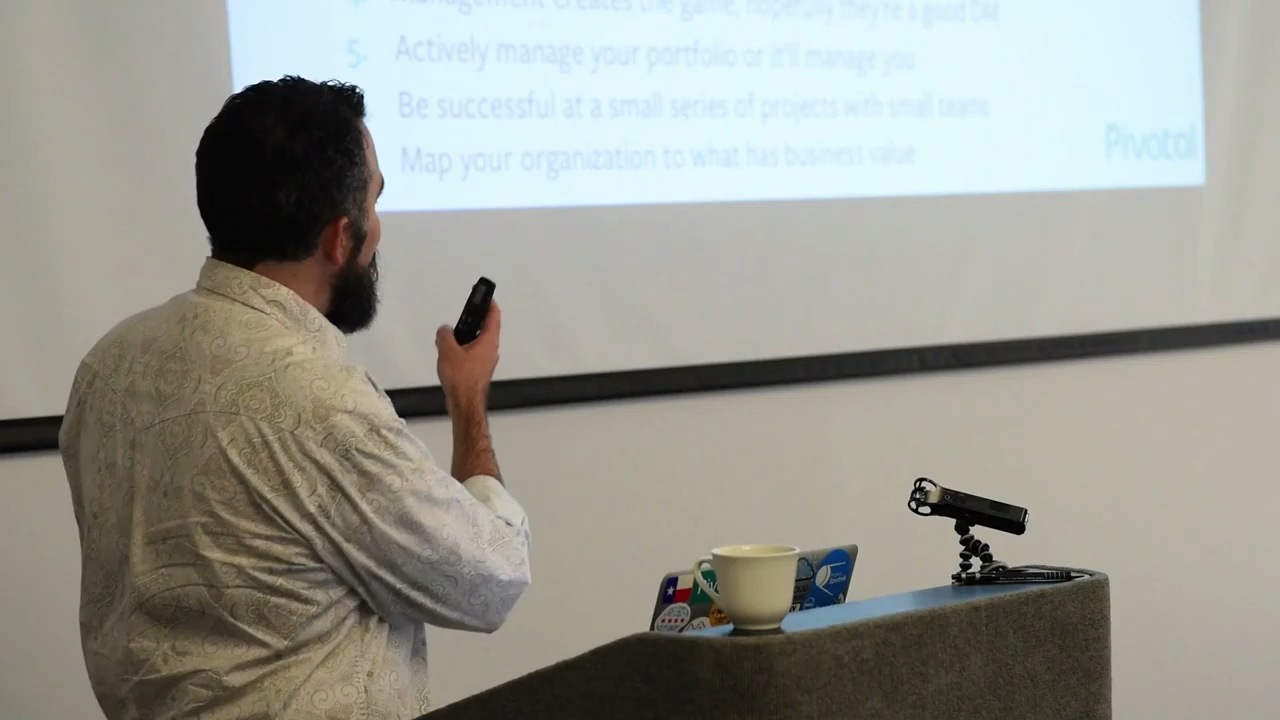 Management creates the game, hopefully they're a good DM
5. Actively manage your portfolio or it'll manage you
Be successful at a small series of projects with small teams
Map your organization to what has business value
Pivotal